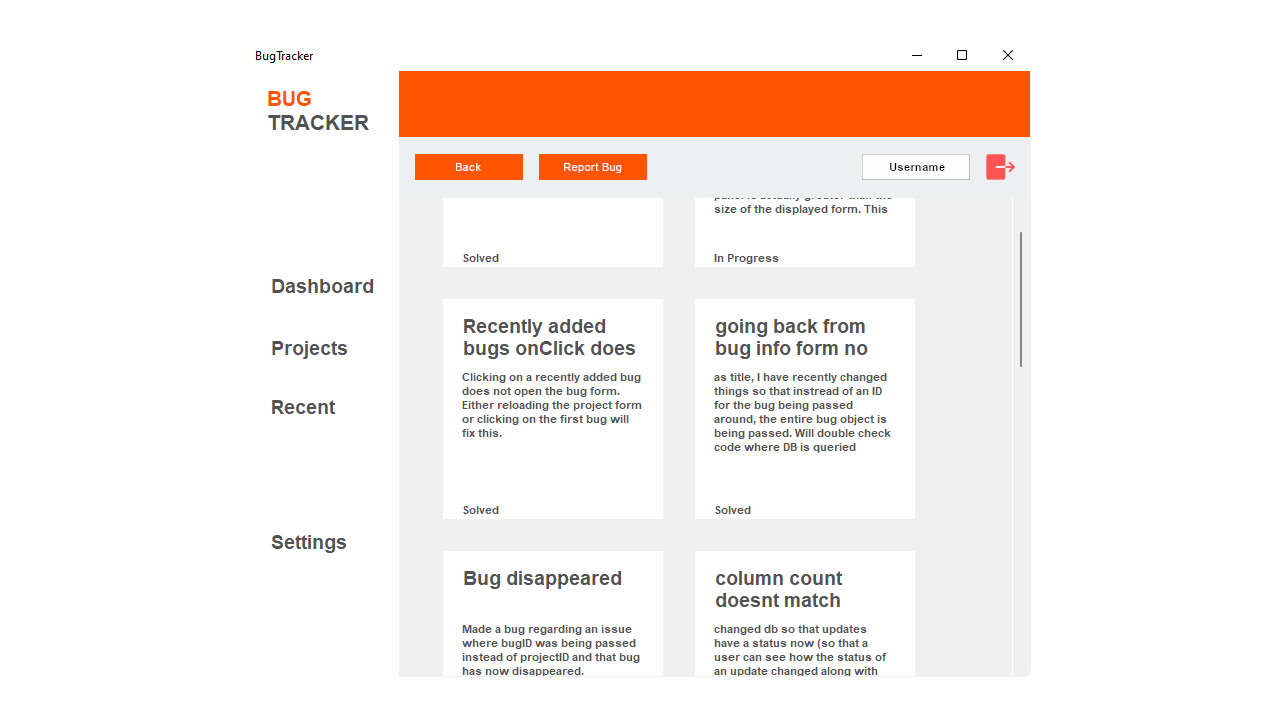 BugTracker
BUG
TRACKER
Back
Report Bug
Username
Dashboard
Projects
Recent
Settings
Solved
panel is actually greater than the
size of the displayed form. This
In Progress
Recently added
bugs onClick does
Clicking on a recently added bug
does not open the bug form.
Either reloading the project form
or clicking on the first bug will
fix this.
Solved
going back from
bug info form no
as title, I have recently changed
things so that instread of an ID
for the bug being passed
around, the entire bug object is
being passed. Will double check
code where DB is queried
Solved
Bug disappeared
Made a bug regarding an issue
where bugID was being passed
instead of projectID and that bug
has now disappeared.
column count
doesnt match
changed db so that updates
have a status now (so that a
user can see how the status of
an update changed along with